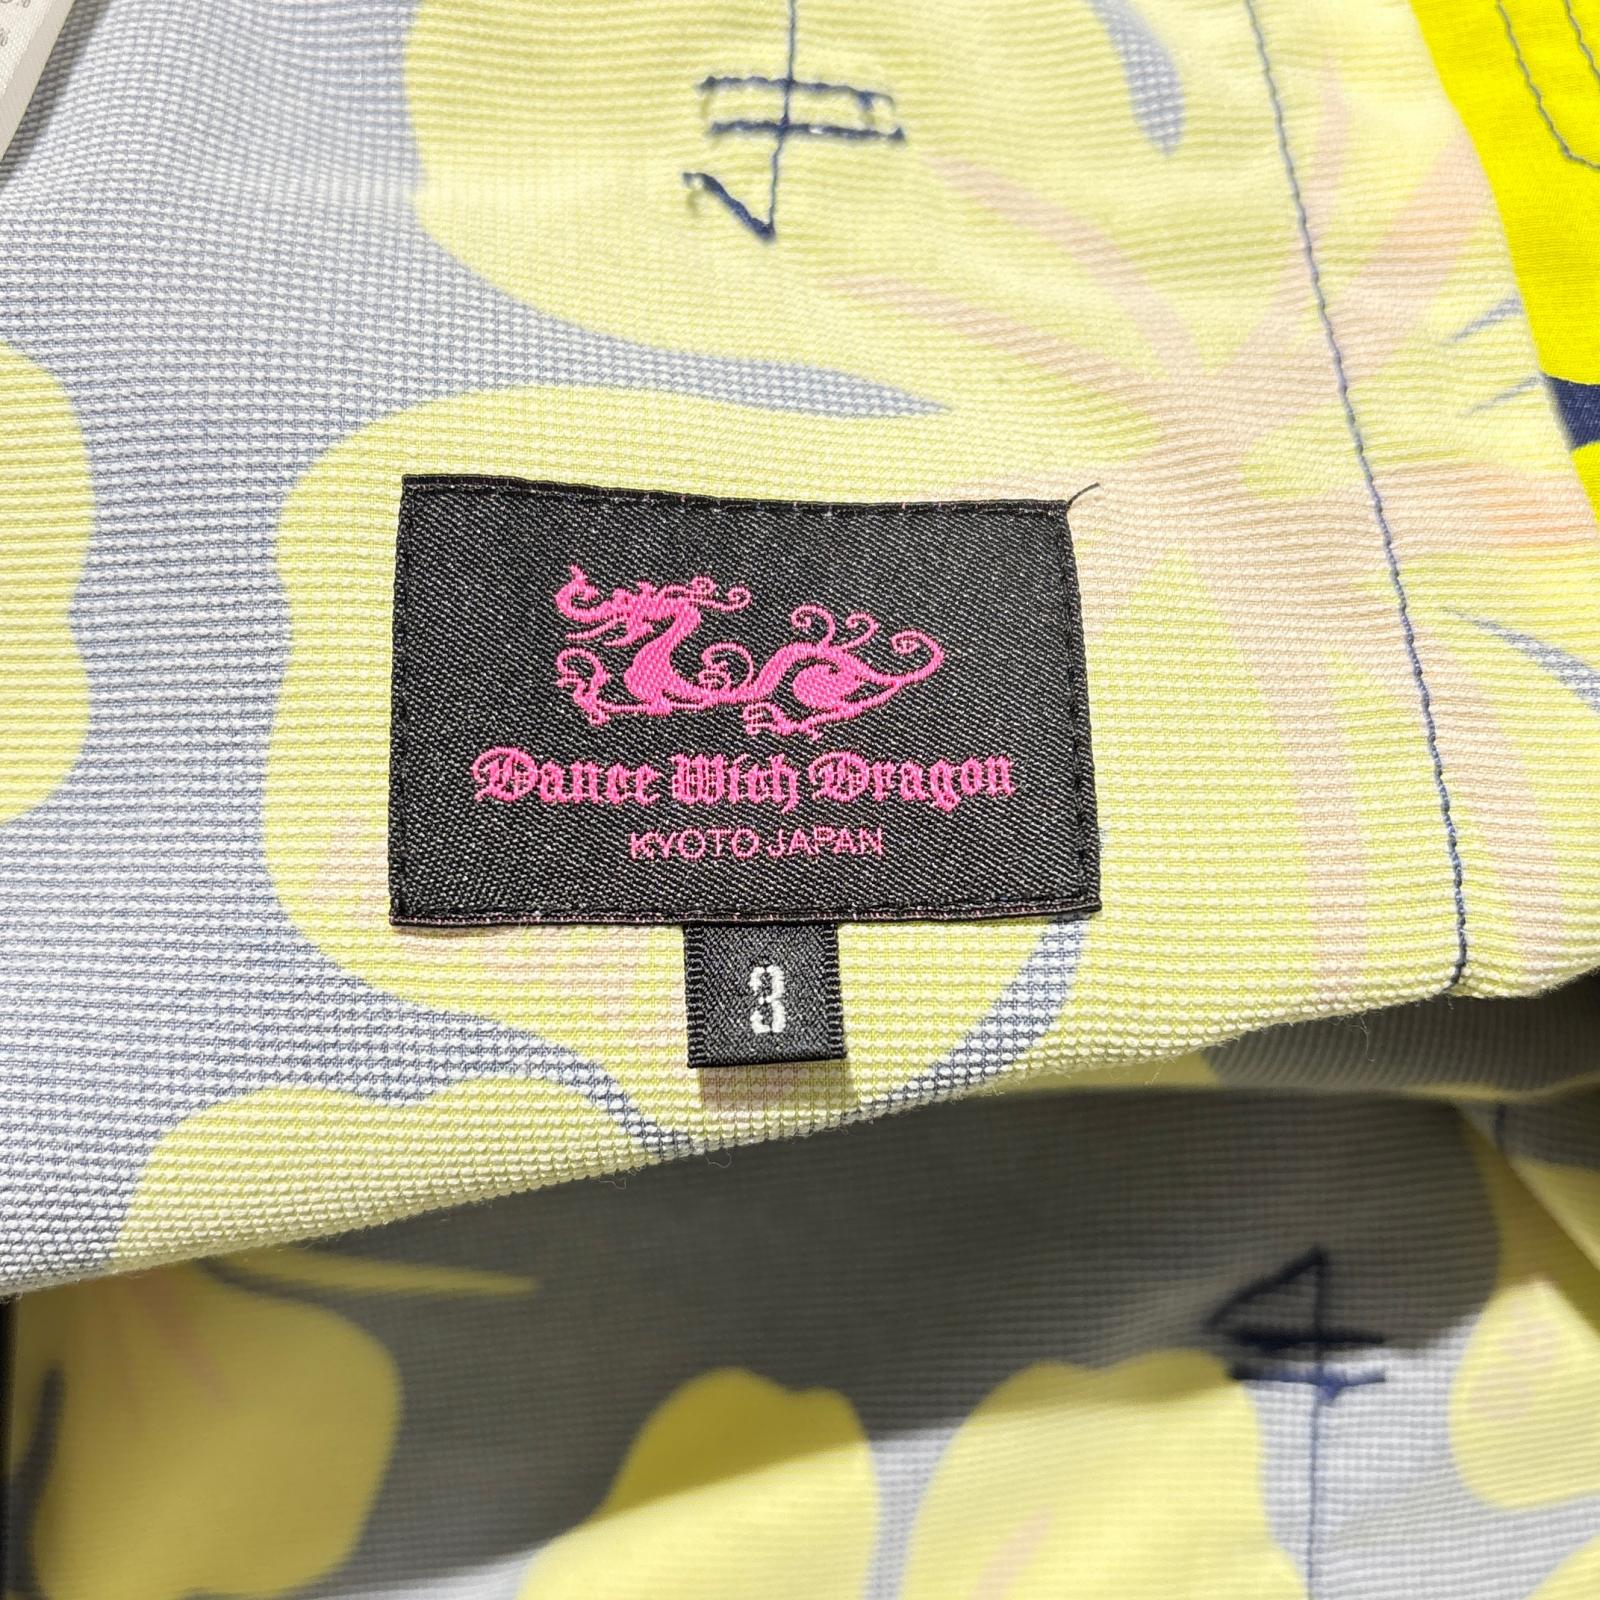 Dance With Dragon
KYOTO JAPAN
3